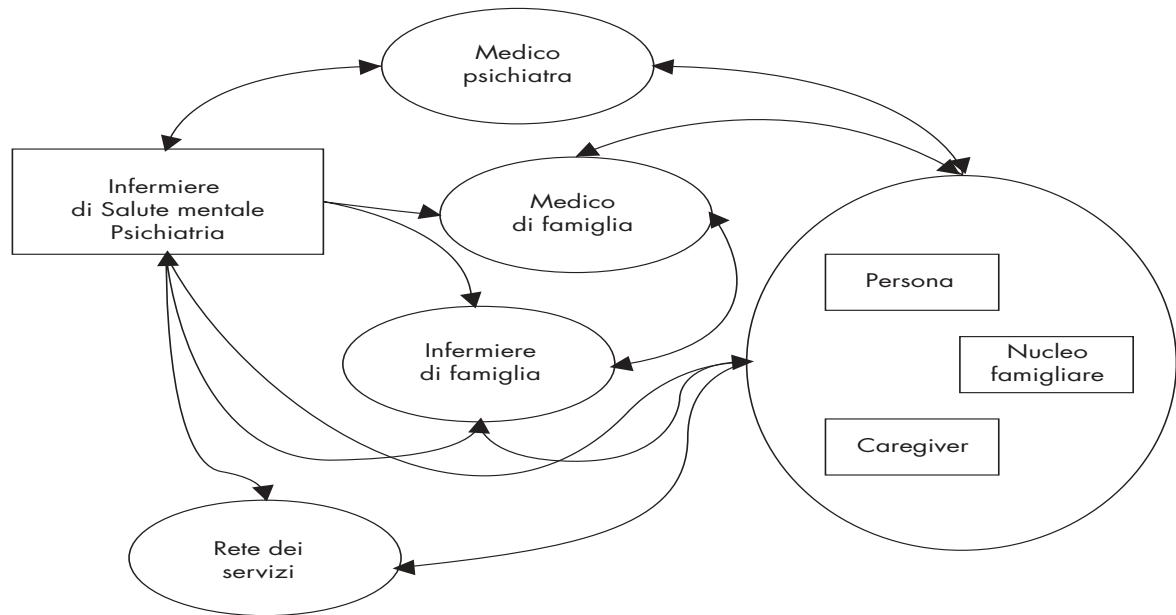 Medico
psichiatra
Infermiere
di Salute mentale
Psichiatria
Medico
di famiglia
Persona
Infermiere
di famiglia
Nucleo
famigliare
Caregiver
Rete dei
servizi